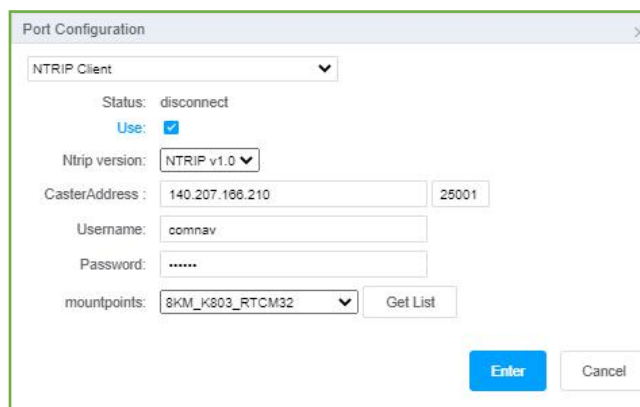 Port Configuration
NTRIP Client
Status: disconnect
Use:
Ntrip version: NTRIP v1.0
CasterAddress : 140.207.166.210 25001
Username: comnav
Password: ······
mountpoints: 8KM_K803_RTCM32 Get List
Enter Cancel